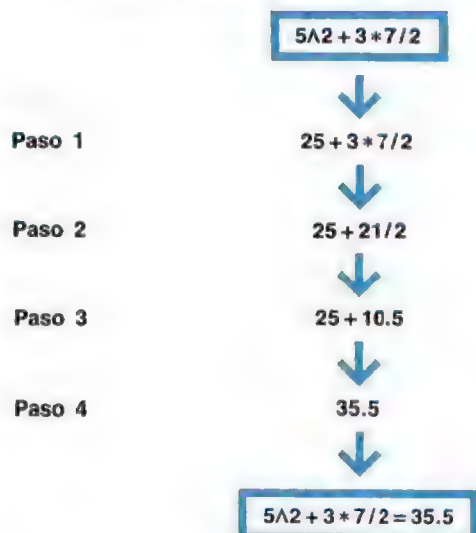 5∧2 + 3 * 7/2
Paso 1 25 + 3 * 7/2
Paso 2 25 + 21/2
Paso 3 25 + 10.5
Paso 4 35.5
5∧2 + 3 * 7/2 = 35.5